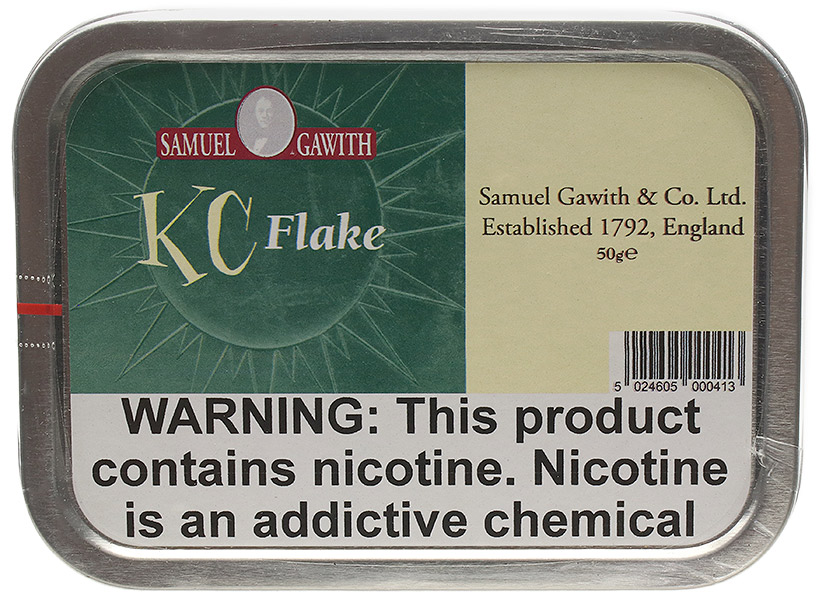 SAMUEL GAWITH
KC Flake
Samuel Gawith & Co. Ltd.
Established 1792, England
50g℮
5 024605 000413
WARNING: This product
contains nicotine. Nicotine
is an addictive chemical